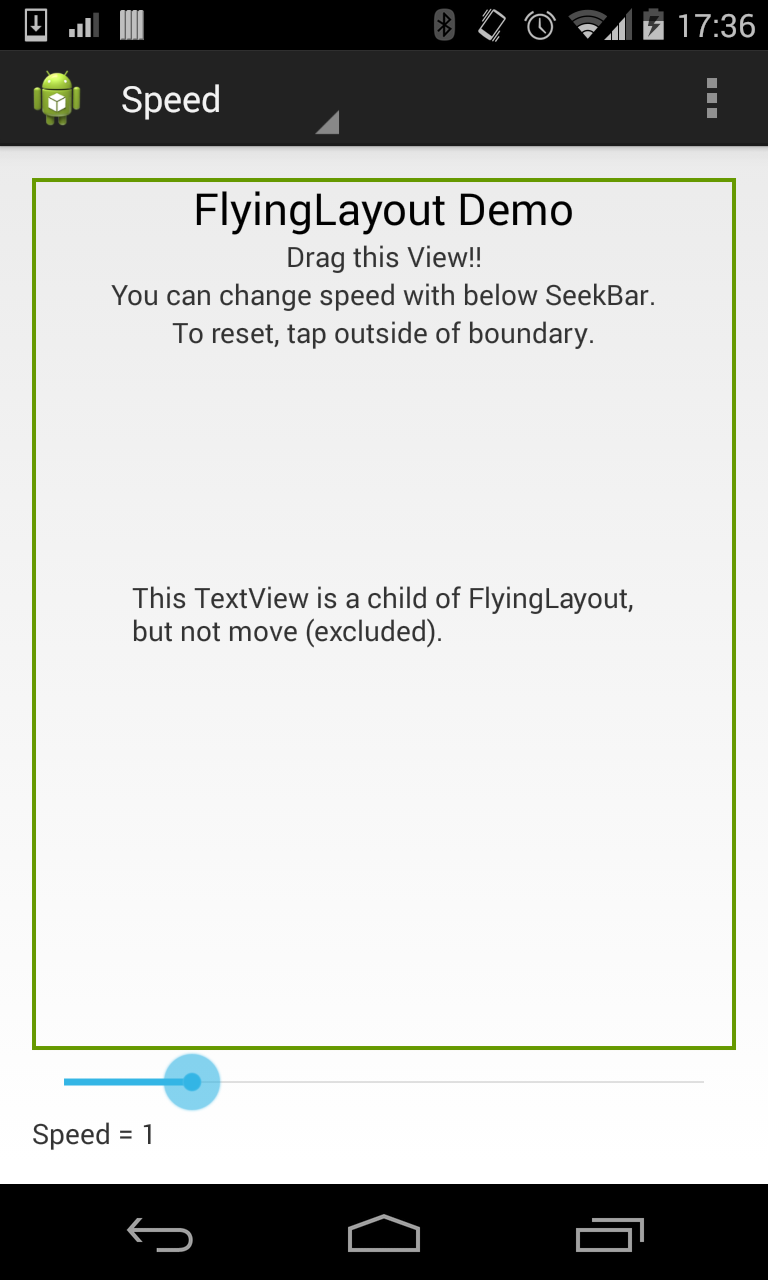 17:36
Speed
FlyingLayout Demo
Drag this View!!
You can change speed with below SeekBar.
To reset, tap outside of boundary.
This TextView is a child of FlyingLayout,
but not move (excluded).
Speed = 1